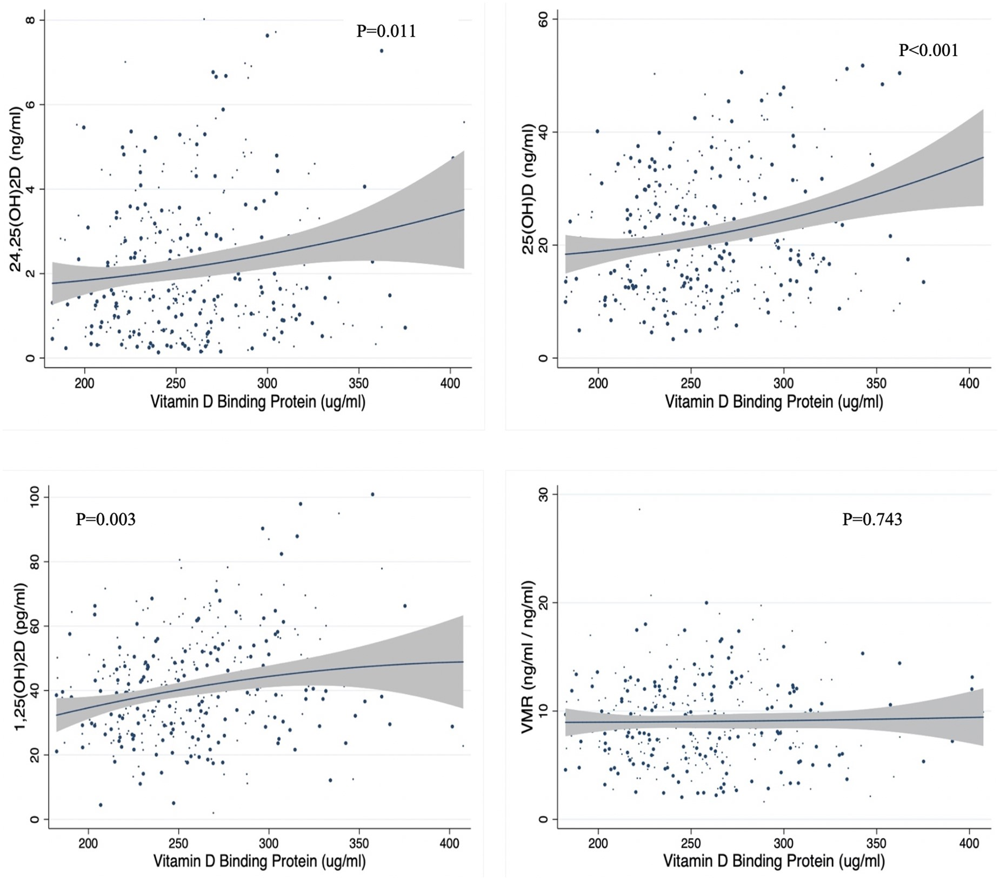 8
6
4
2
0
24,25(OH)2D (ng/ml)
P=0.011
200 250 300 350 400
Vitamin D Binding Protein (ug/ml)
60
40
20
0
25(OH)D (ng/ml)
P<0.001
200 250 300 350 400
Vitamin D Binding Protein (ug/ml)
100
80
60
40
20
0
1,25(OH)2D (pg/ml)
P=0.003
200 250 300 350 400
Vitamin D Binding Protein (ug/ml)
30
20
10
0
VMR (ng/ml / ng/ml)
P=0.743
200 250 300 350 400
Vitamin D Binding Protein (ug/ml)